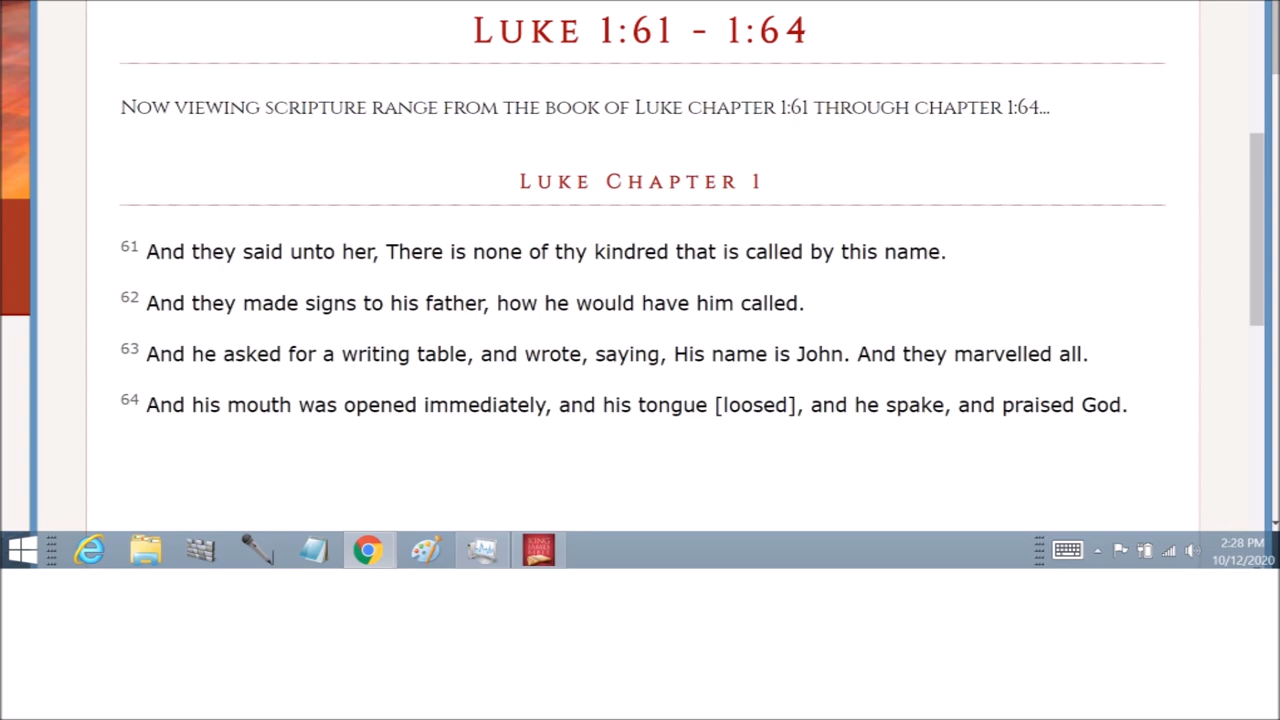 Luke 1:61 - 1:64
Now viewing scripture range from the book of Luke chapter 1:61 through chapter 1:64...
Luke Chapter 1
61 And they said unto her, There is none of thy kindred that is called by this name.
62 And they made signs to his father, how he would have him called.
63 And he asked for a writing table, and wrote, saying, His name is John. And they marvelled all.
64 And his mouth was opened immediately, and his tongue [loosed], and he spake, and praised God.
KING JAMES BIBLE
2:28 PM
10/12/2020